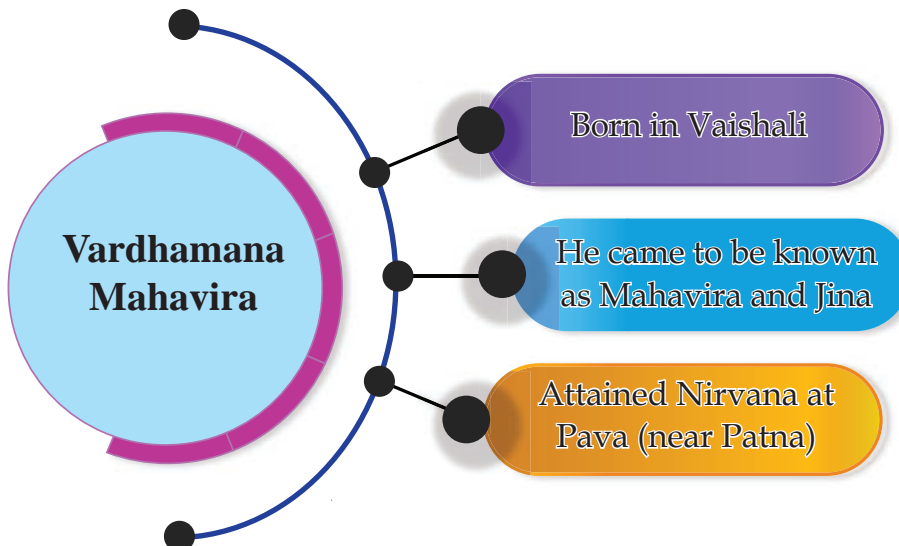 Vardhamana
Mahavira
Born in Vaishali
He came to be known
as Mahavira and Jina
Attained Nirvana at
Pava (near Patna)